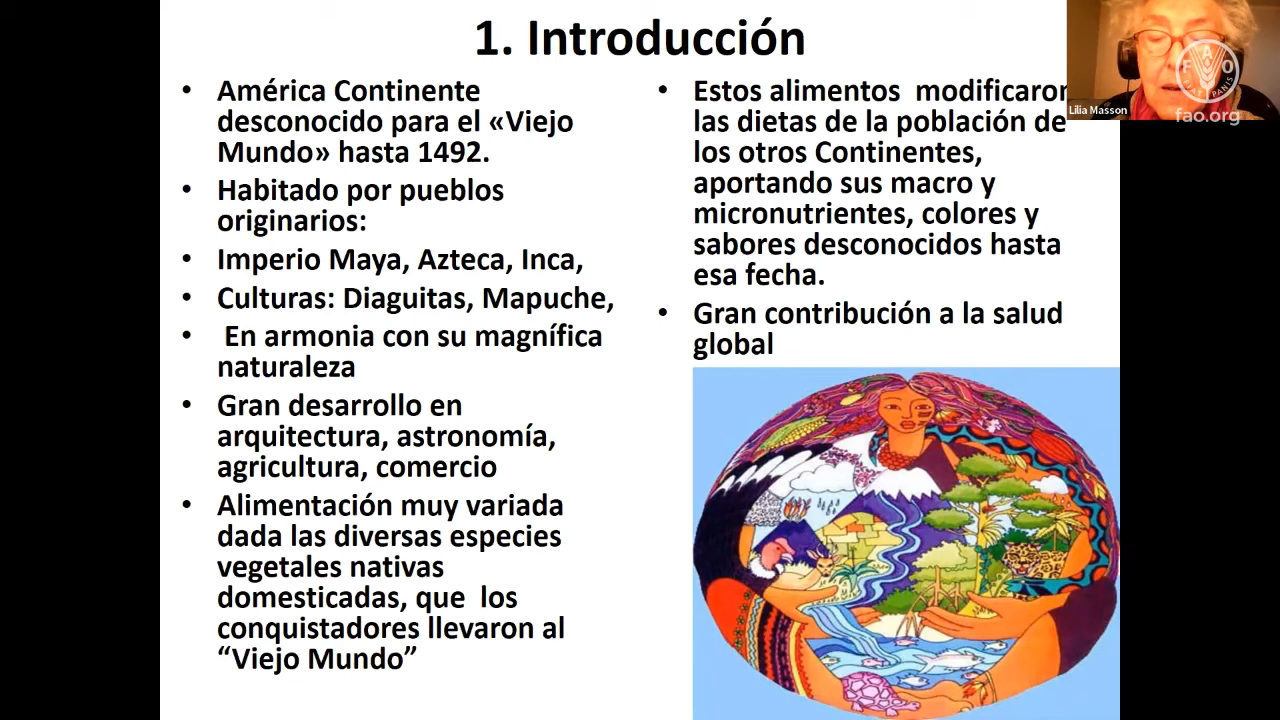 1. Introducción
América Continente
desconocido para el «Viejo
Mundo» hasta 1492.
Habitado por pueblos
originarios:
Imperio Maya, Azteca, Inca,
Culturas: Diaguitas, Mapuche,
En armonia con su magnífica
naturaleza
Gran desarrollo en
arquitectura, astronomía,
agricultura, comercio
Alimentación muy variada
dada las diversas especies
vegetales nativas
domesticadas, que los
conquistadores llevaron al
“Viejo Mundo”
Estos alimentos modificaron
las dietas de la población de
los otros Continentes,
aportando sus macro y
micronutrientes, colores y
sabores desconocidos hasta
esa fecha.
Gran contribución a la salud
global
Lilia Masson
FAO
FIAT PANIS
fao.org